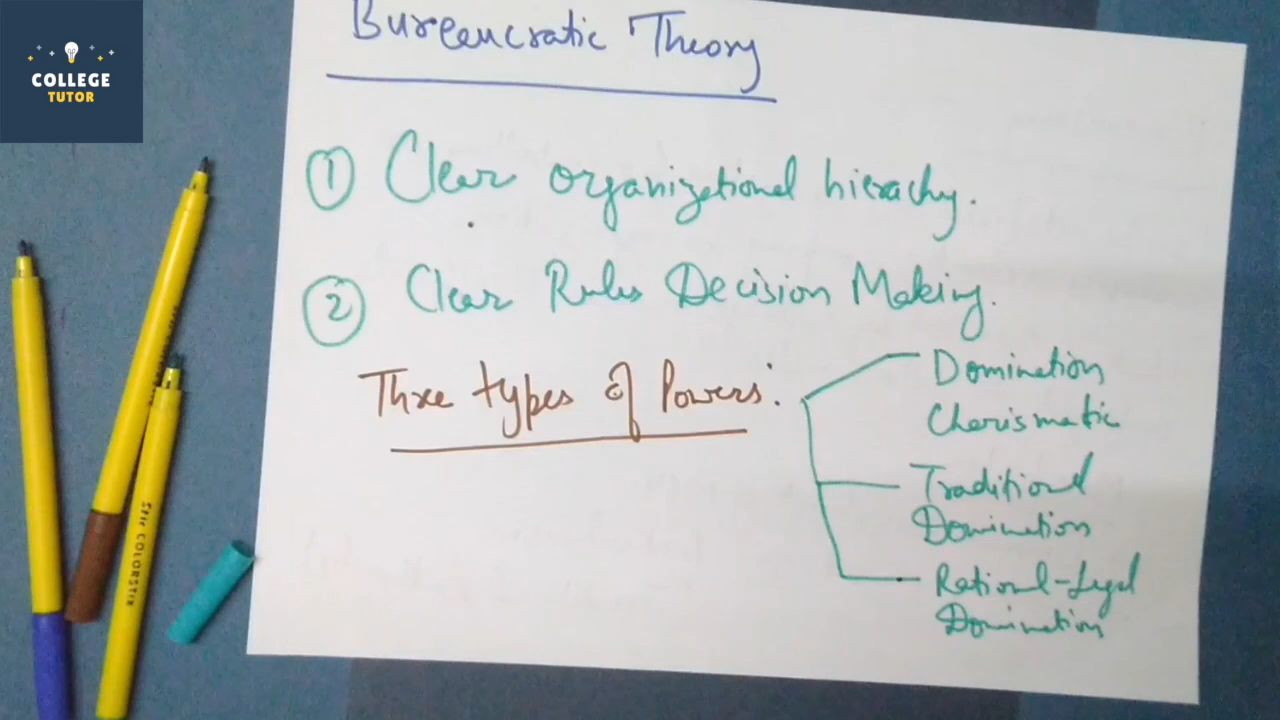 COLLEGE
TUTOR
Bureaucratic Theory
① Clear organizational hierachy.
② Clear Rules Decision Making.
Three types of Powers:
Domination
Charismatic
Traditional
Domination
Rational-Legal
Domination
COLORSTIX